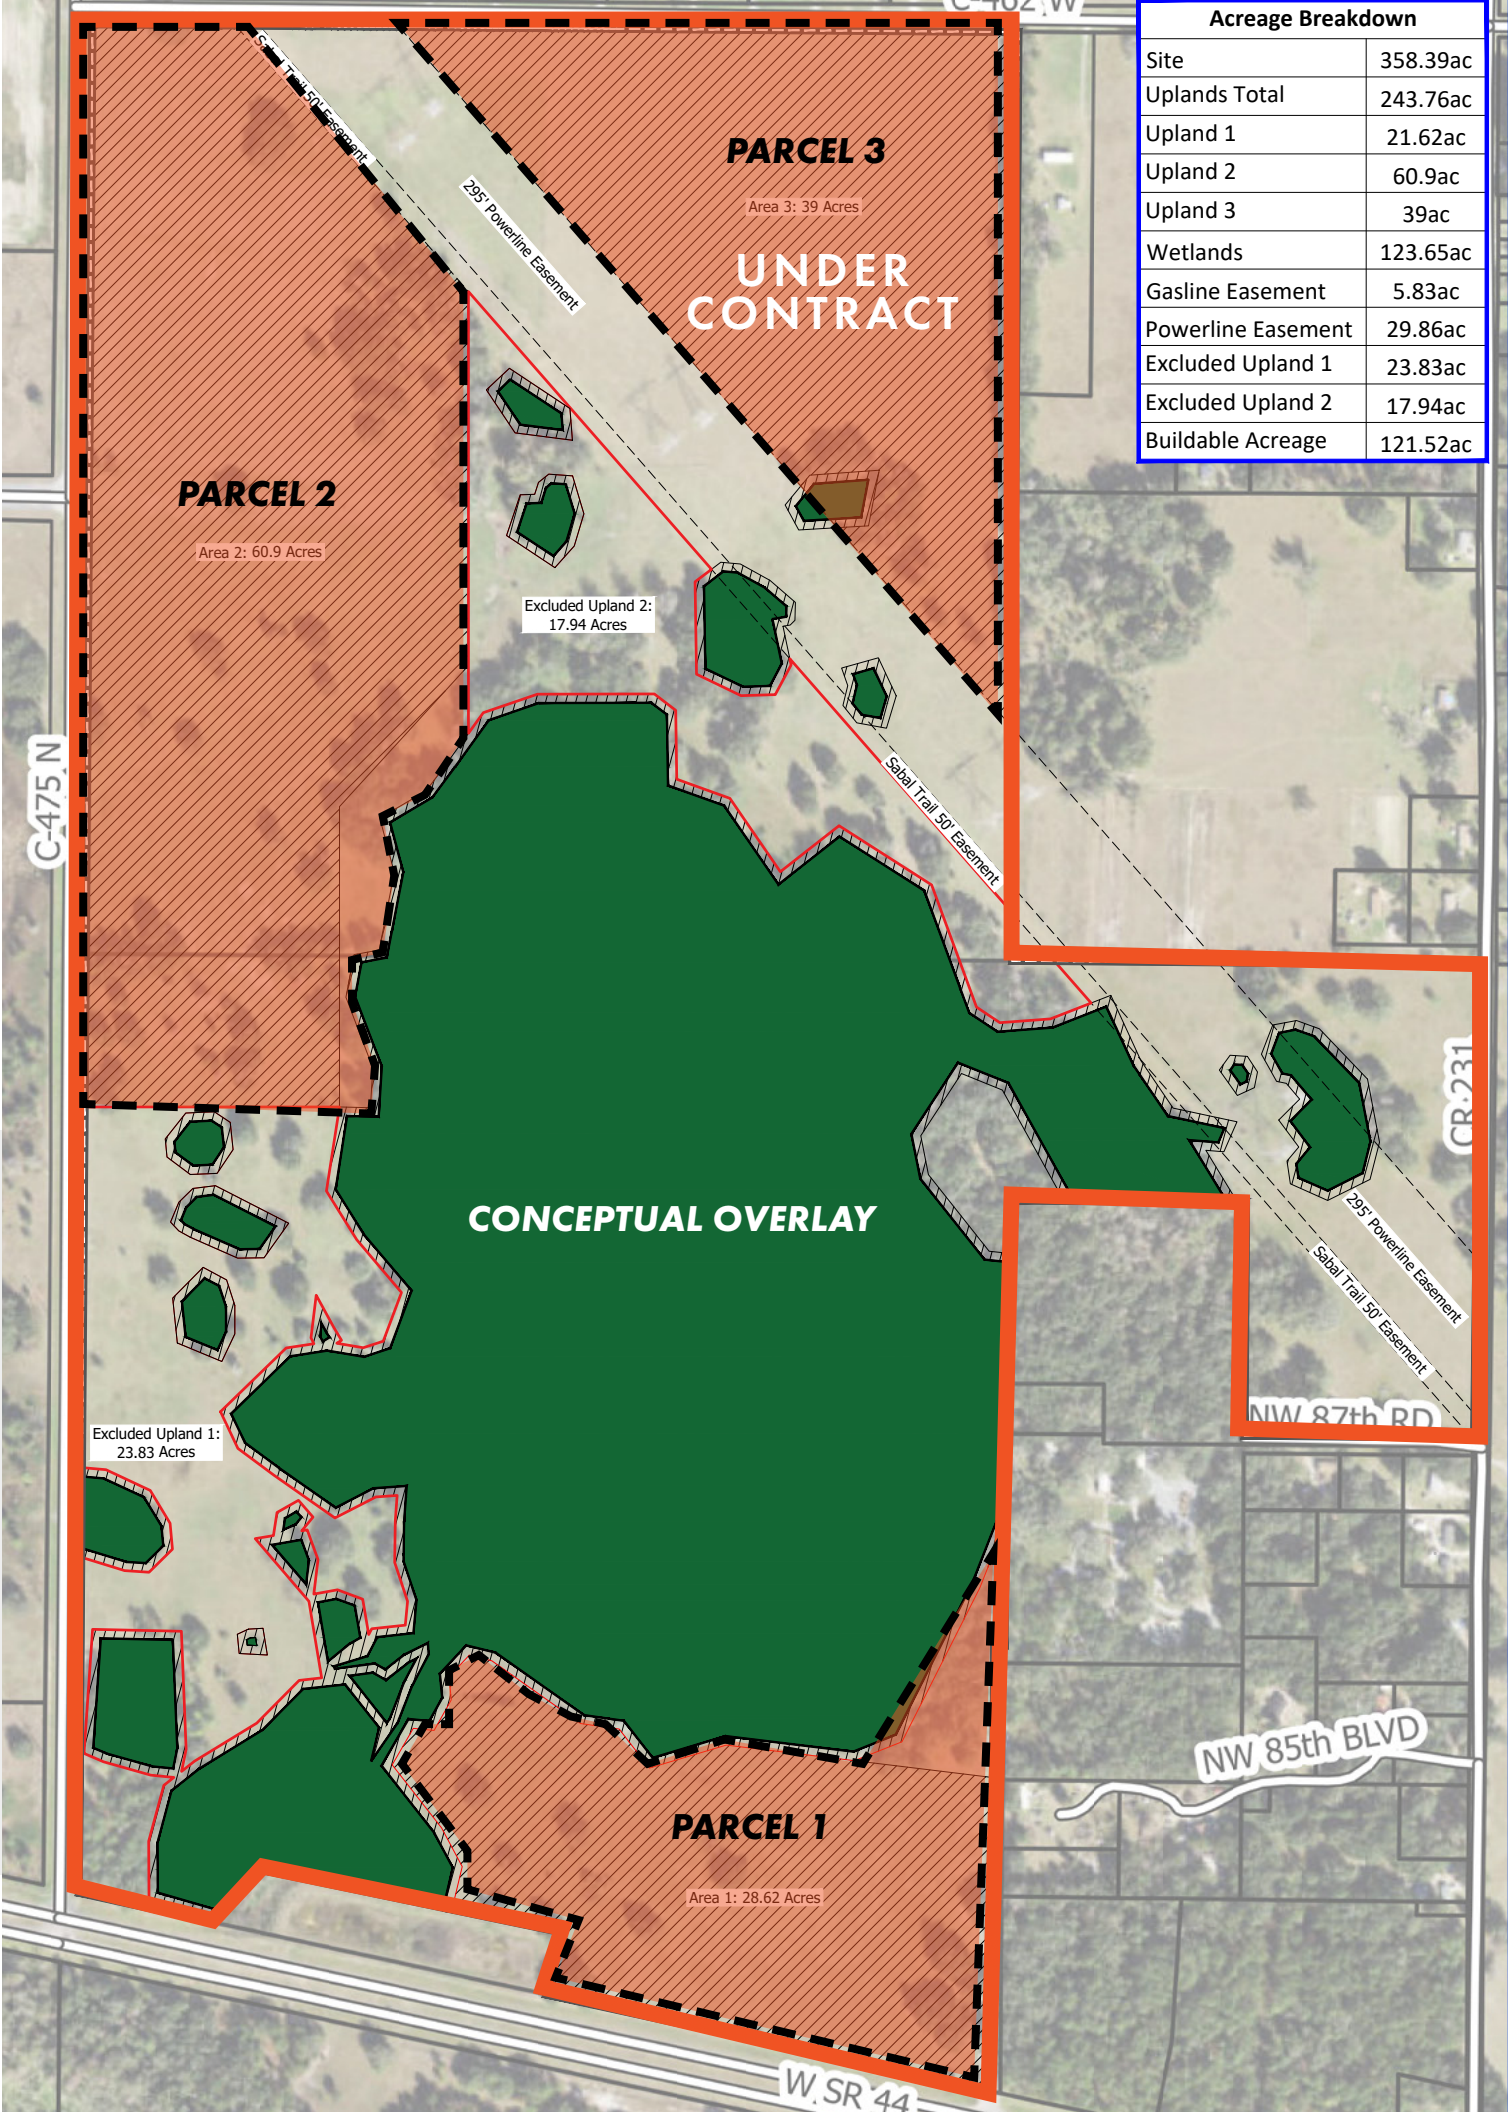 C-462 W
Acreage Breakdown
Site 358.39ac
Uplands Total 243.76ac
Upland 1 21.62ac
Upland 2 60.9ac
Upland 3 39ac
Wetlands 123.65ac
Gasline Easement 5.83ac
Powerline Easement 29.86ac
Excluded Upland 1 23.83ac
Excluded Upland 2 17.94ac
Buildable Acreage 121.52ac
Sabal Trail 50' Easement
295' Powerline Easement
PARCEL 3
Area 3: 39 Acres
UNDER
CONTRACT
PARCEL 2
Area 2: 60.9 Acres
Excluded Upland 2:
17.94 Acres
C-475 N
Sabal Trail 50' Easement
CR 231
CONCEPTUAL OVERLAY
295' Powerline Easement
Sabal Trail 50' Easement
NW 87th RD
Excluded Upland 1:
23.83 Acres
NW 85th BLVD
PARCEL 1
Area 1: 28.62 Acres
W SR 44